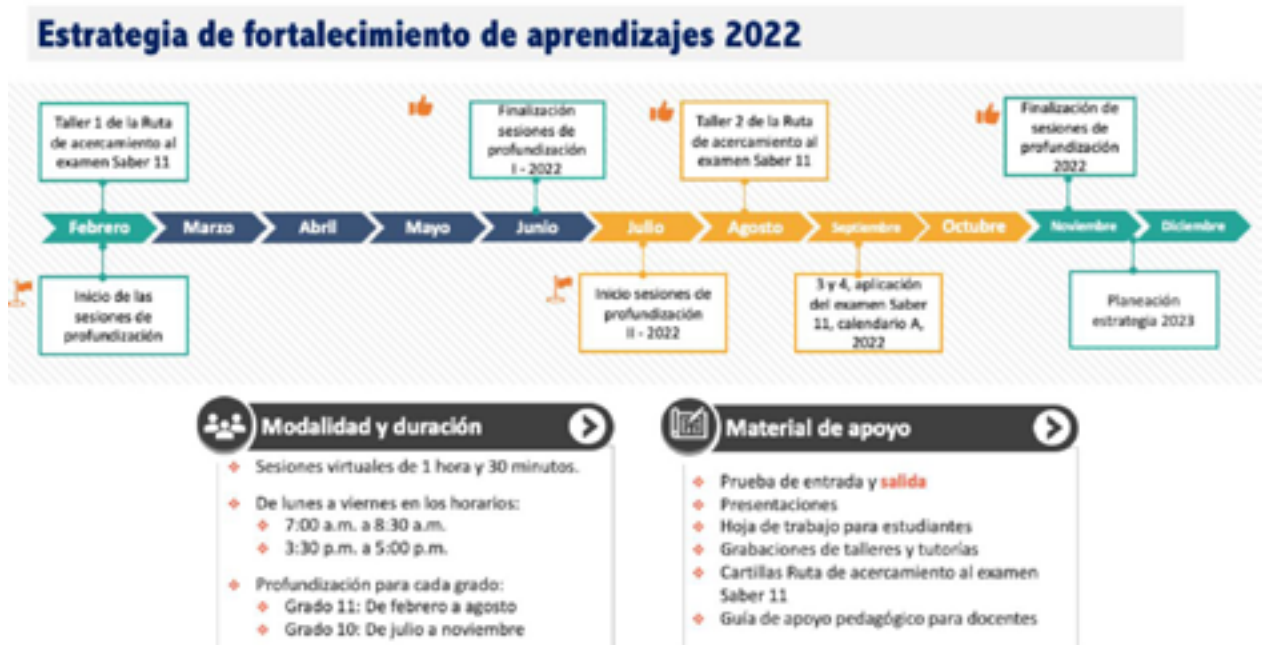 Estrategia de fortalecimiento de aprendizajes 2022
Taller 1 de la Ruta
de acercamiento al
examen Saber 11
Finalización
sesiones de
profundización
I - 2022
Taller 2 de la Ruta
de acercamiento al
examen Saber 11
Finalización de
sesiones de
profundización
2022
Febrero
Marzo
Abril
Mayo
Junio
Julio
Agosto
Septiembre
Octubre
Noviembre
Diciembre
Inicio de las
sesiones de
profundización
Inicio sesiones de
profundización
II - 2022
3 y 4, aplicación
del examen Saber
11, calendario A,
2022
Planeación
estrategia 2023
Modalidad y duración
Sesiones virtuales de 1 hora y 30 minutos.
De lunes a viernes en los horarios:
7:00 a.m. a 8:30 a.m.
3:30 p.m. a 5:00 p.m.
Profundización para cada grado:
Grado 11: De febrero a agosto
Grado 10: De julio a noviembre
Material de apoyo
Prueba de entrada y salida
Presentaciones
Hoja de trabajo para estudiantes
Grabaciones de talleres y tutorías
Cartillas Ruta de acercamiento al examen
Saber 11
Guía de apoyo pedagógico para docentes